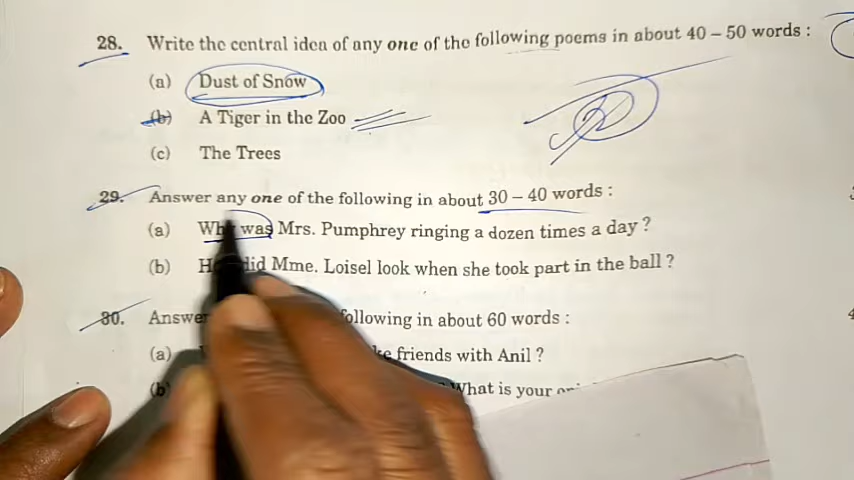 28. Write the central idea of any one of the following poems in about 40 – 50 words :
(a) Dust of Snow
(b) A Tiger in the Zoo
(c) The Trees
29. Answer any one of the following in about 30 – 40 words :
(a) Why was Mrs. Pumphrey ringing a dozen times a day ?
(b) did Mme. Loisel look when she took part in the ball ?
30. following in about 60 words :
(a) friends with Anil ?
(b) What is your